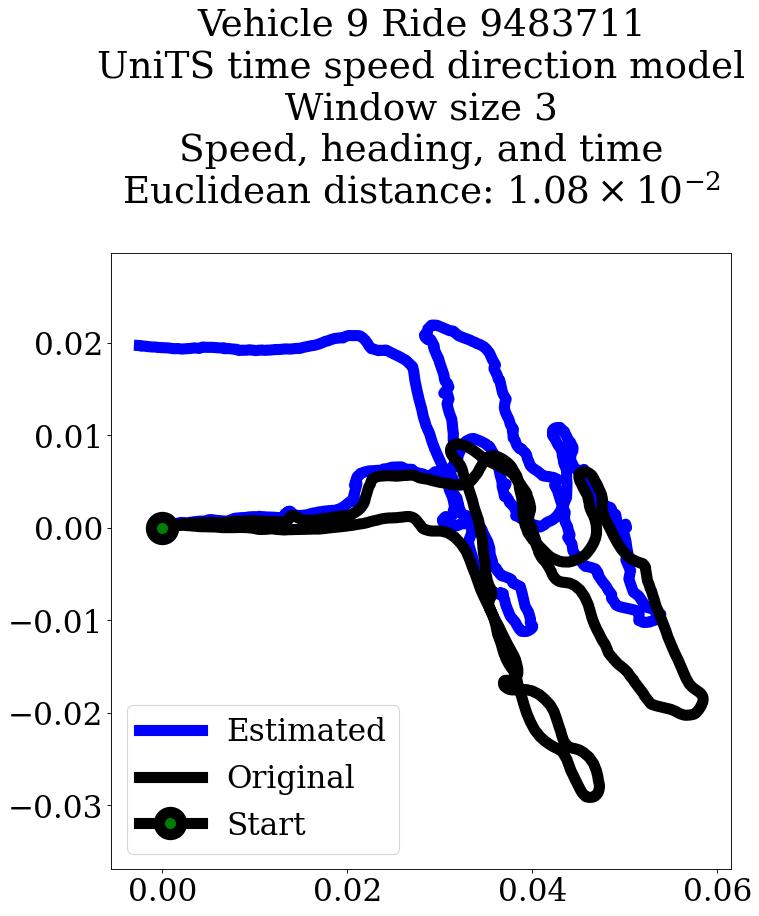 Vehicle 9 Ride 9483711
UniTS time speed direction model
Window size 3
Speed, heading, and time
Euclidean distance: 1.08 × 10⁻²
0.02
0.01
0.00
−0.01
−0.02
−0.03
Estimated
Original
Start
0.00 0.02 0.04 0.06